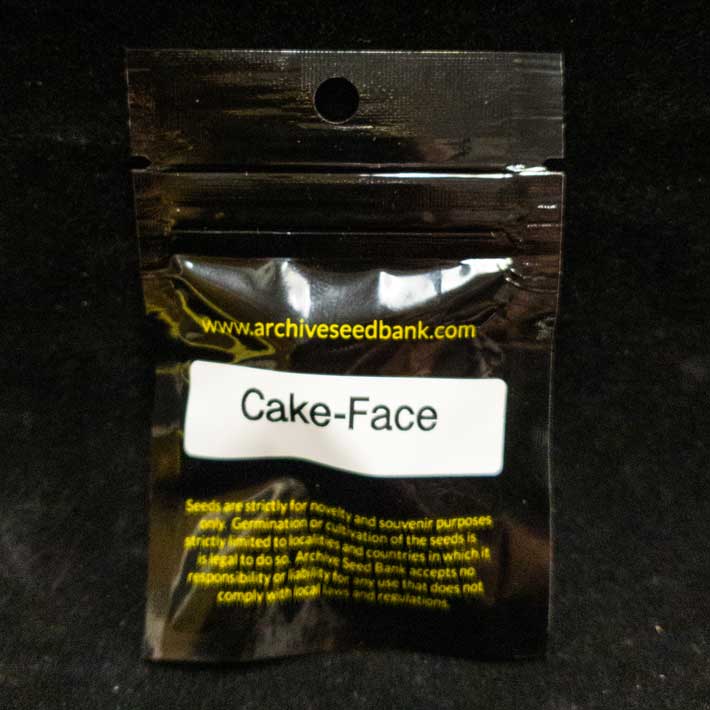 www.archiveseedbank.com
Cake-Face
Seeds are strictly for novelty and souvenir purposes
only. Germination or cultivation of the seeds is
strictly limited to localities and countries in which it
is legal to do so. Archive Seed Bank accepts no
responsibility or liability for any use that does not
comply with local laws and regulations.